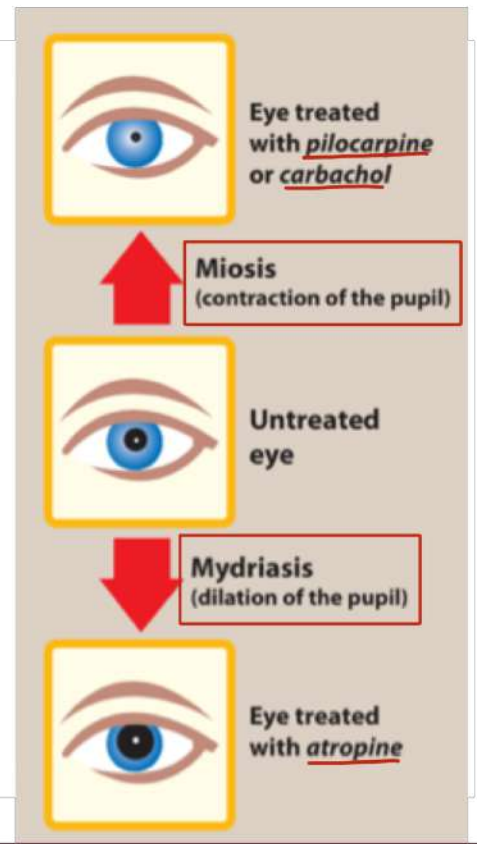 Eye treated
with pilocarpine
or carbachol
Miosis
(contraction of the pupil)
Untreated
eye
Mydriasis
(dilation of the pupil)
Eye treated
with atropine